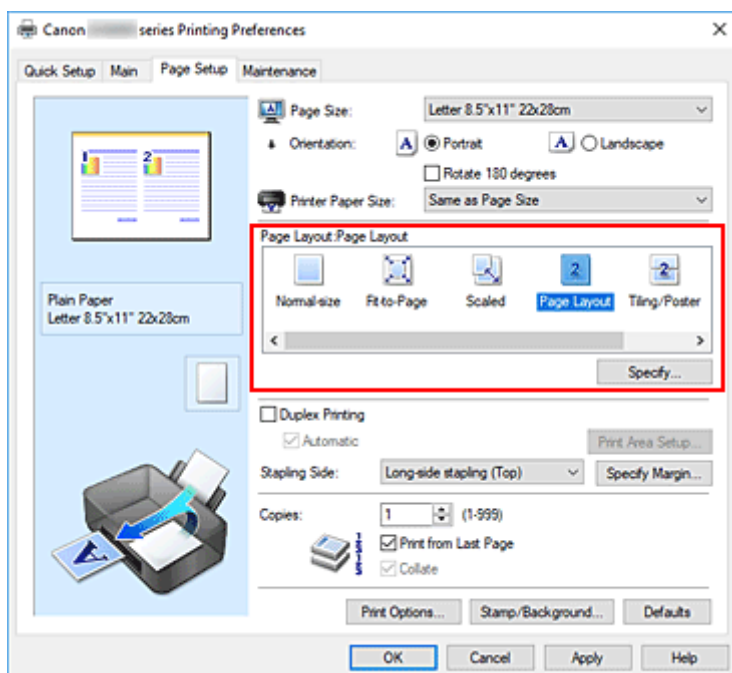 Canon series Printing Preferences
Quick Setup Main Page Setup Maintenance
Page Size: Letter 8.5"x11" 22x28cm
Orientation: A Portrait A Landscape
Rotate 180 degrees
Printer Paper Size: Same as Page Size
Page Layout:Page Layout
Normal-size Fit-to-Page Scaled Page Layout Tiling/Poster
Specify...
1 2
Plain Paper
Letter 8.5"x11" 22x28cm
Duplex Printing
Automatic Print Area Setup...
Stapling Side: Long-side stapling (Top) Specify Margin...
Copies: 1 (1-999)
Print from Last Page
Collate
Print Options... Stamp/Background... Defaults
OK Cancel Apply Help